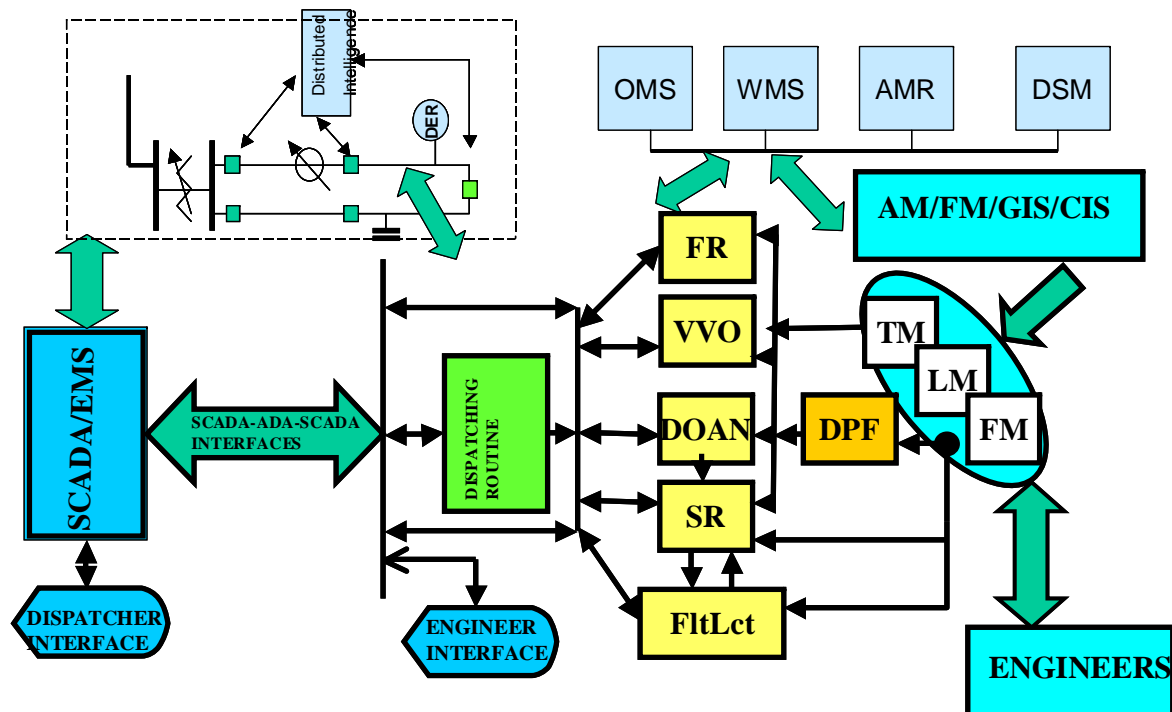 Distributed
Intelligence
DER
OMS
WMS
AMR
DSM
AM/FM/GIS/CIS
FR
TM
VVO
LM
SCADA/EMS
SCADA-ADA-SCADA
INTERFACES
DISPATCHING
ROUTINE
DOAN
DPF
FM
SR
DISPATCHER
INTERFACE
ENGINEER
INTERFACE
FltLct
ENGINEERS